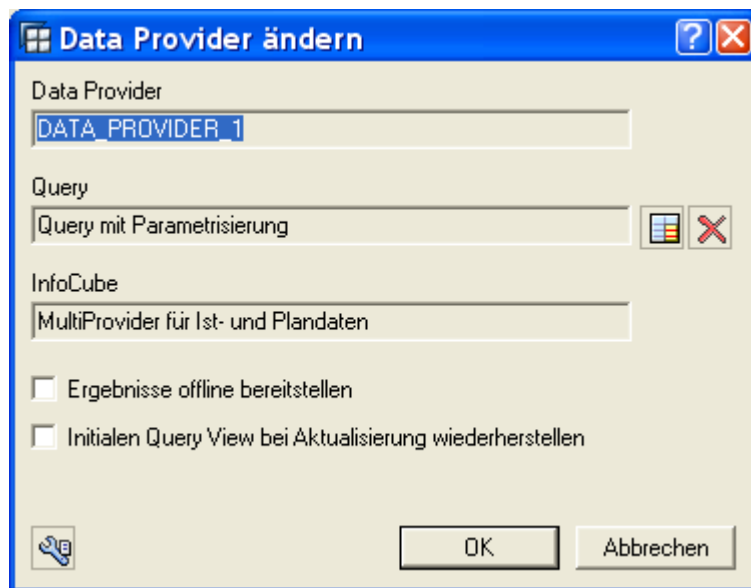 Data Provider ändern
Data Provider
DATA_PROVIDER_1
Query
Query mit Parametrisierung
InfoCube
MultiProvider für Ist- und Plandaten
Ergebnisse offline bereitstellen
Initialen Query View bei Aktualisierung wiederherstellen
OK Abbrechen